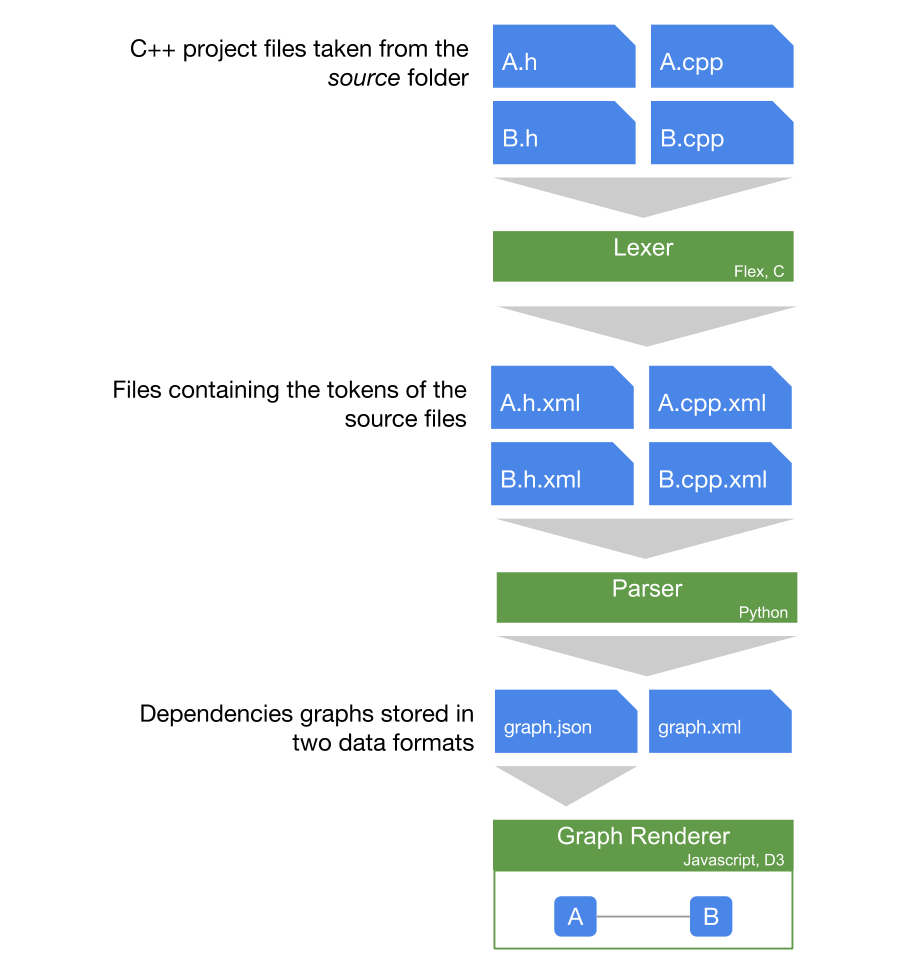 C++ project files taken from the
source folder
A.h
A.cpp
B.h
B.cpp
Lexer
Flex, C
Files containing the tokens of the
source files
A.h.xml
A.cpp.xml
B.h.xml
B.cpp.xml
Parser
Python
Dependencies graphs stored in
two data formats
graph.json
graph.xml
Graph Renderer
Javascript, D3
A
B